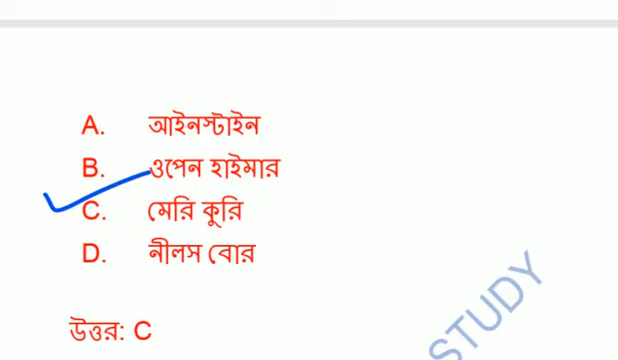 A. আইনস্টাইন
B. ওপেন হাইমার
C. মেরি কুরি
D. নীলস বোর
উত্তর: C
STUDY